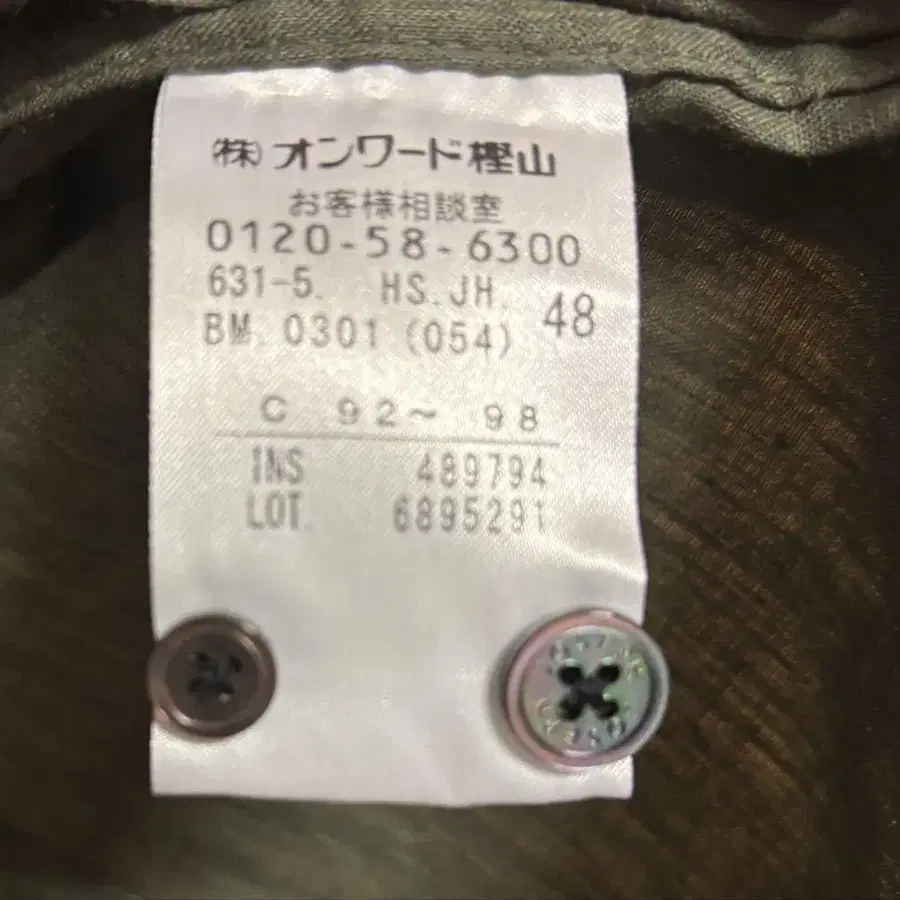 (株)オンワード樫山
お客様相談室
0120-58-6300
631-5. HS.JH. 48
BM. 0301 (054)
C 92～ 98
INS 489794
LOT. 6895291